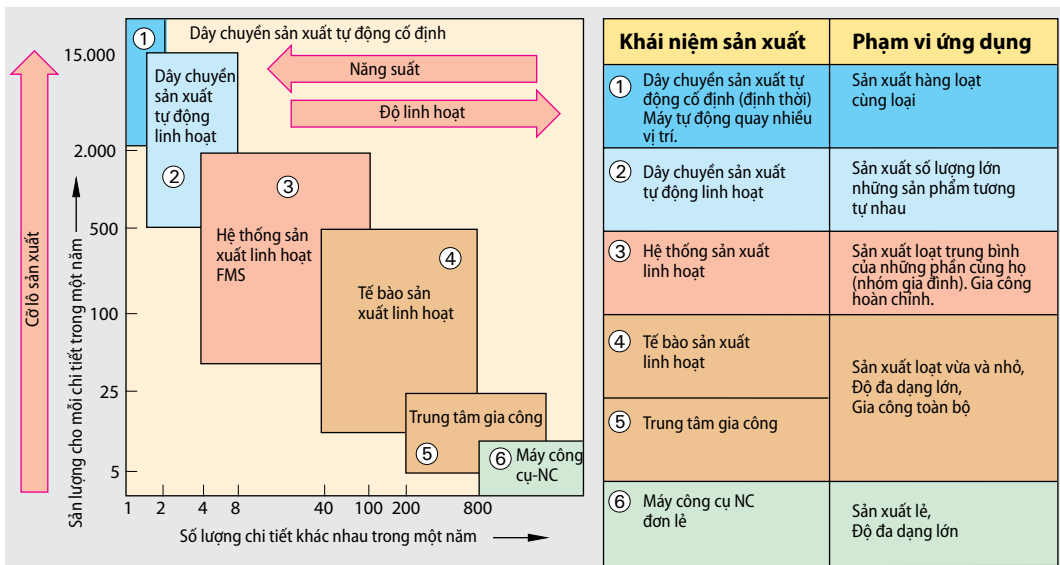 Cỡ lô sản xuất
Sản lượng cho mỗi chi tiết trong một năm
15.000
2.000
500
100
25
5
1
Dây chuyền sản xuất tự động cố định
Năng suất
Độ linh hoạt
Dây chuyền
sản xuất
tự động
linh hoạt
2
3
Hệ thống sản
xuất linh hoạt
FMS
4
Tế bào sản
xuất linh hoạt
Trung tâm gia công
5
6 Máy công
cụ-NC
1 2 4 8 40 100 200 800
Số lượng chi tiết khác nhau trong một năm
Khái niệm sản xuất
Phạm vi ứng dụng
1 Dây chuyền sản xuất tự
động cố định (định thời)
Máy tự động quay nhiều
vị trí.
Sản xuất hàng loạt
cùng loại
2 Dây chuyền sản xuất
tự động linh hoạt
Sản xuất số lượng lớn
những sản phẩm tương
tự nhau
3 Hệ thống sản xuất
linh hoạt
Sản xuất loạt trung bình
của những phần cùng họ
(nhóm gia đình). Gia công
hoàn chỉnh.
4 Tế bào sản xuất
linh hoạt
5 Trung tâm gia công
Sản xuất loạt vừa và nhỏ,
Độ đa dạng lớn,
Gia công toàn bộ
6 Máy công cụ NC
đơn lẻ
Sản xuất lẻ,
Độ đa dạng lớn